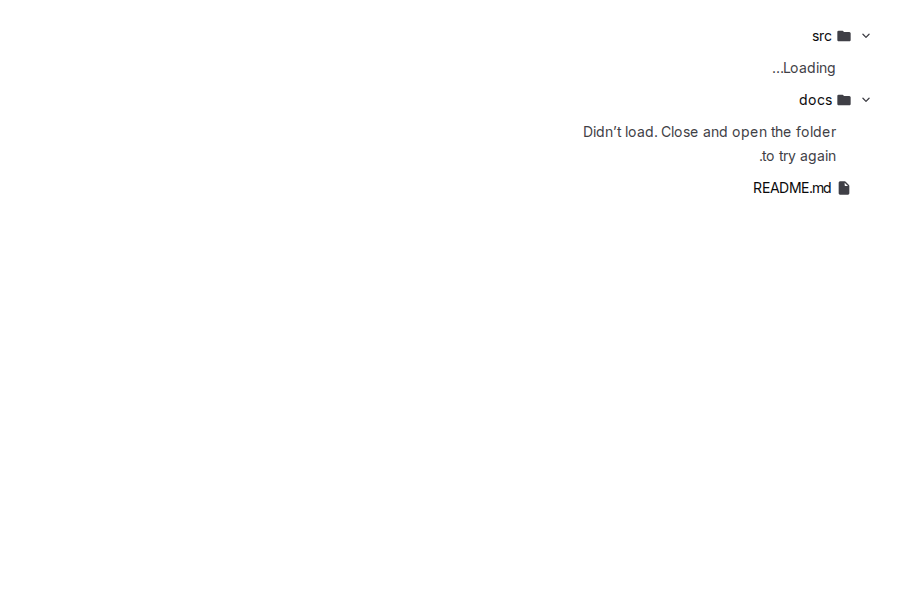 src
...Loading
docs
Didn’t load. Close and open the folder
.to try again
README.md